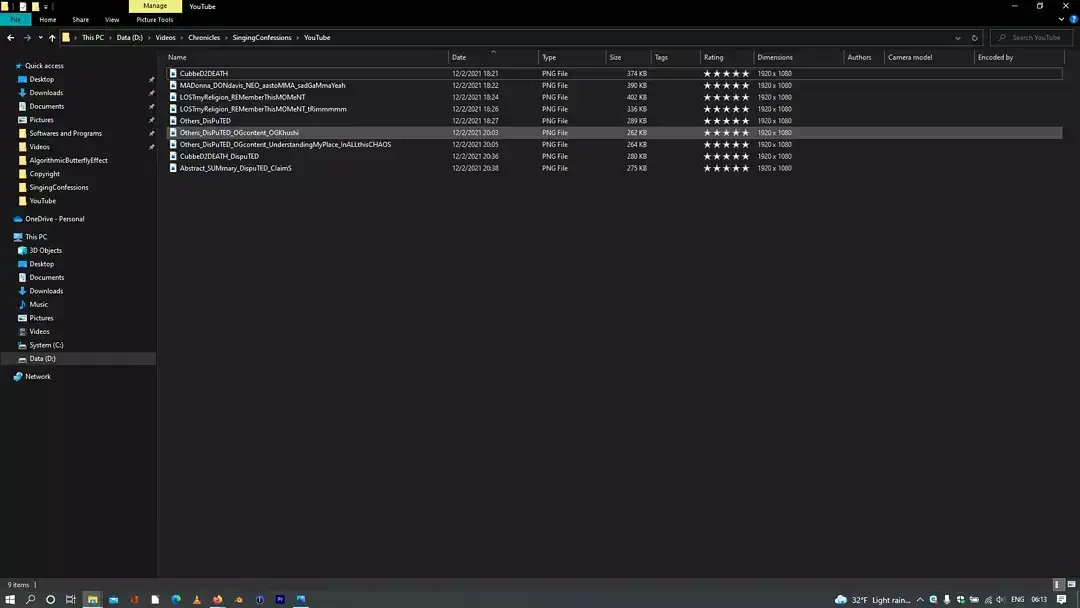 Manage YouTube
File Home Share View Picture Tools
This PC Data (D:) Videos Chronicles SingingConfessions YouTube Search YouTube
Name Date Type Size Tags Rating Dimensions Authors Camera model Encoded by
CubbeD2DEATH 12/2/2021 18:21 PNG File 374 KB 1920 x 1080
MADonna_DONdavis_NEO_aastoMMA_sadGaMmaYeah 12/2/2021 18:22 PNG File 390 KB 1920 x 1080
LOSTmyReligion_REMemberThisMOMeNT 12/2/2021 18:24 PNG File 402 KB 1920 x 1080
LOSTmyReligion_REMemberThisMOMeNT_tRimmmmm 12/2/2021 18:26 PNG File 336 KB 1920 x 1080
Others_DisPuTED 12/2/2021 18:27 PNG File 289 KB 1920 x 1080
Others_DisPuTED_OGcontent_OGKhushi 12/2/2021 20:03 PNG File 262 KB 1920 x 1080
Others_DisPuTED_OGcontent_UnderstandingMyPlace_InALLthisCHAOS 12/2/2021 20:05 PNG File 264 KB 1920 x 1080
CubbeD2DEATH_DispuTED 12/2/2021 20:36 PNG File 280 KB 1920 x 1080
Abstract_SUMmary_DispuTED_ClaimS 12/2/2021 20:38 PNG File 275 KB 1920 x 1080
Quick access
Desktop
Downloads
Documents
Pictures
Softwares and Programs
Videos
AlgorithmicButterflyEffect
Copyright
SingingConfessions
YouTube
OneDrive - Personal
This PC
3D Objects
Desktop
Documents
Downloads
Music
Pictures
Videos
System (C:)
Data (D:)
Network
9 items
32°F Light rain... ENG 06:13